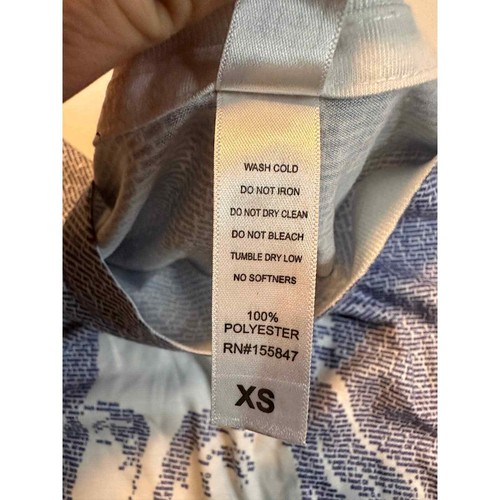 WASH COLD
DO NOT IRON
DO NOT DRY CLEAN
DO NOT BLEACH
TUMBLE DRY LOW
NO SOFTNERS
100%
POLYESTER
RN#155847
XS